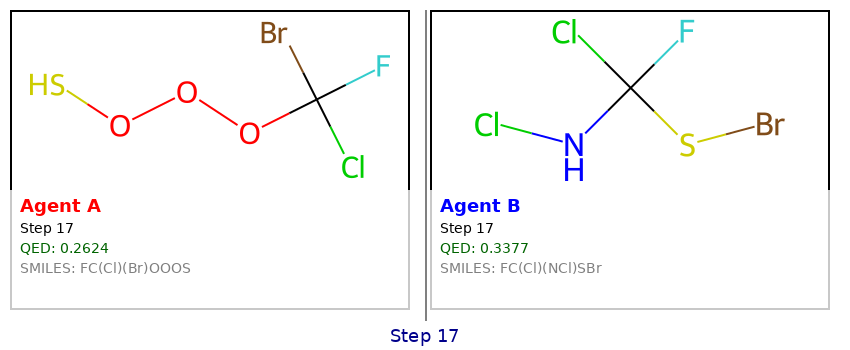 Br
F
HS
O
O
O
Cl
Agent A
Step 17
QED: 0.2624
SMILES: FC(Cl)(Br)OOOS
Cl
F
Cl
N
H
S
Br
Agent B
Step 17
QED: 0.3377
SMILES: FC(Cl)(NCl)SBr
Step 17